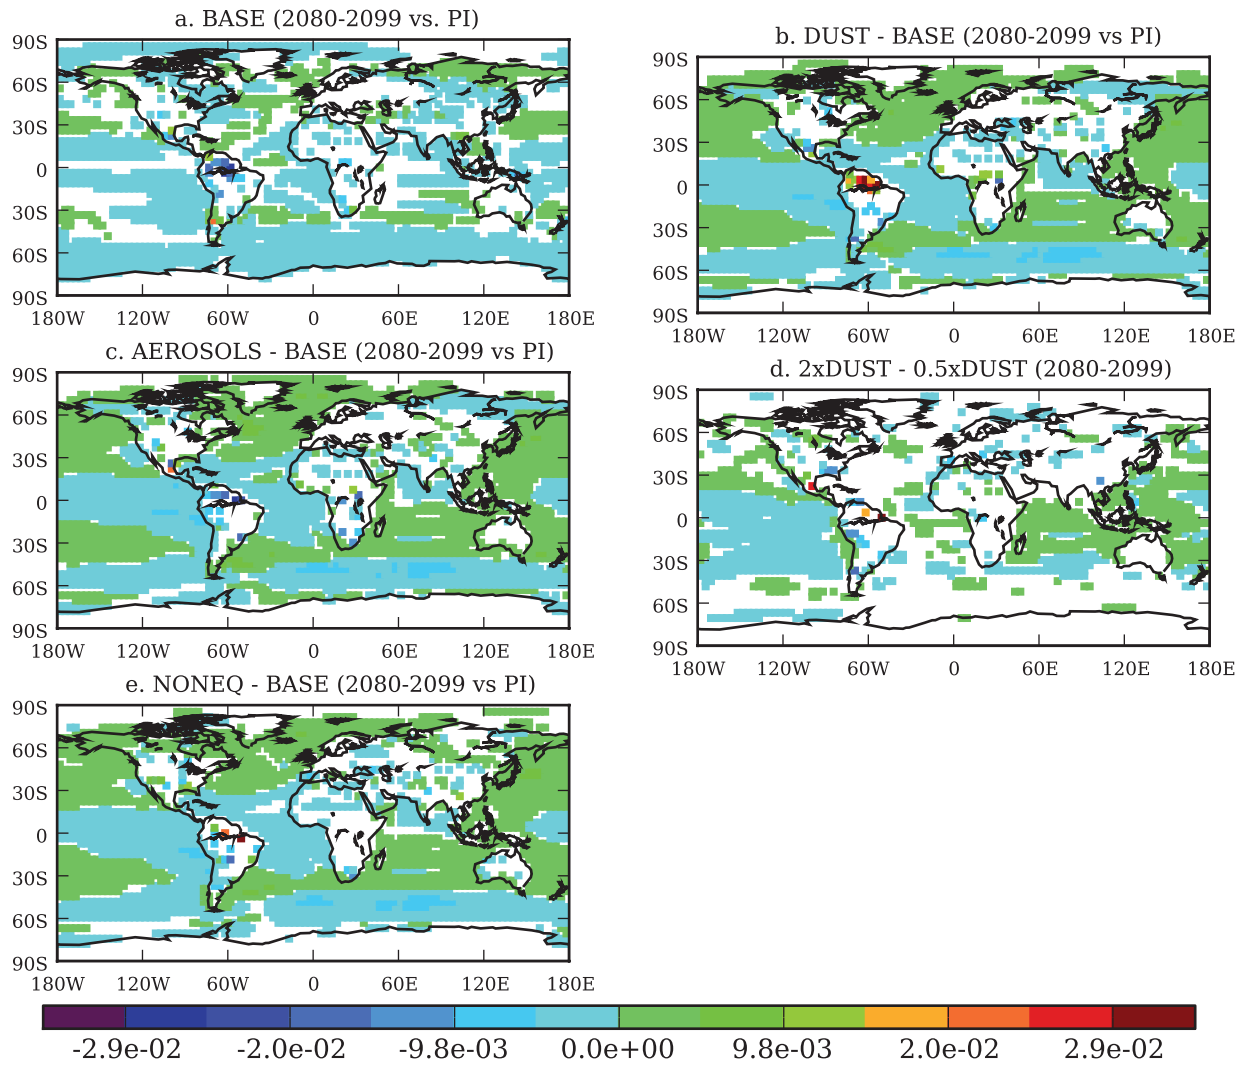 a. BASE (2080-2099 vs. PI)
90S
60S
30S
0
30S
60S
90S
180W 120W 60W 0 60E 120E 180E
b. DUST - BASE (2080-2099 vs PI)
90S
60S
30S
0
30S
60S
90S
180W 120W 60W 0 60E 120E 180E
c. AEROSOLS - BASE (2080-2099 vs PI)
90S
60S
30S
0
30S
60S
90S
180W 120W 60W 0 60E 120E 180E
d. 2xDUST - 0.5xDUST (2080-2099)
90S
60S
30S
0
30S
60S
90S
180W 120W 60W 0 60E 120E 180E
e. NONEQ - BASE (2080-2099 vs PI)
90S
60S
30S
0
30S
60S
90S
180W 120W 60W 0 60E 120E 180E
-2.9e-02 -2.0e-02 -9.8e-03 0.0e+00 9.8e-03 2.0e-02 2.9e-02